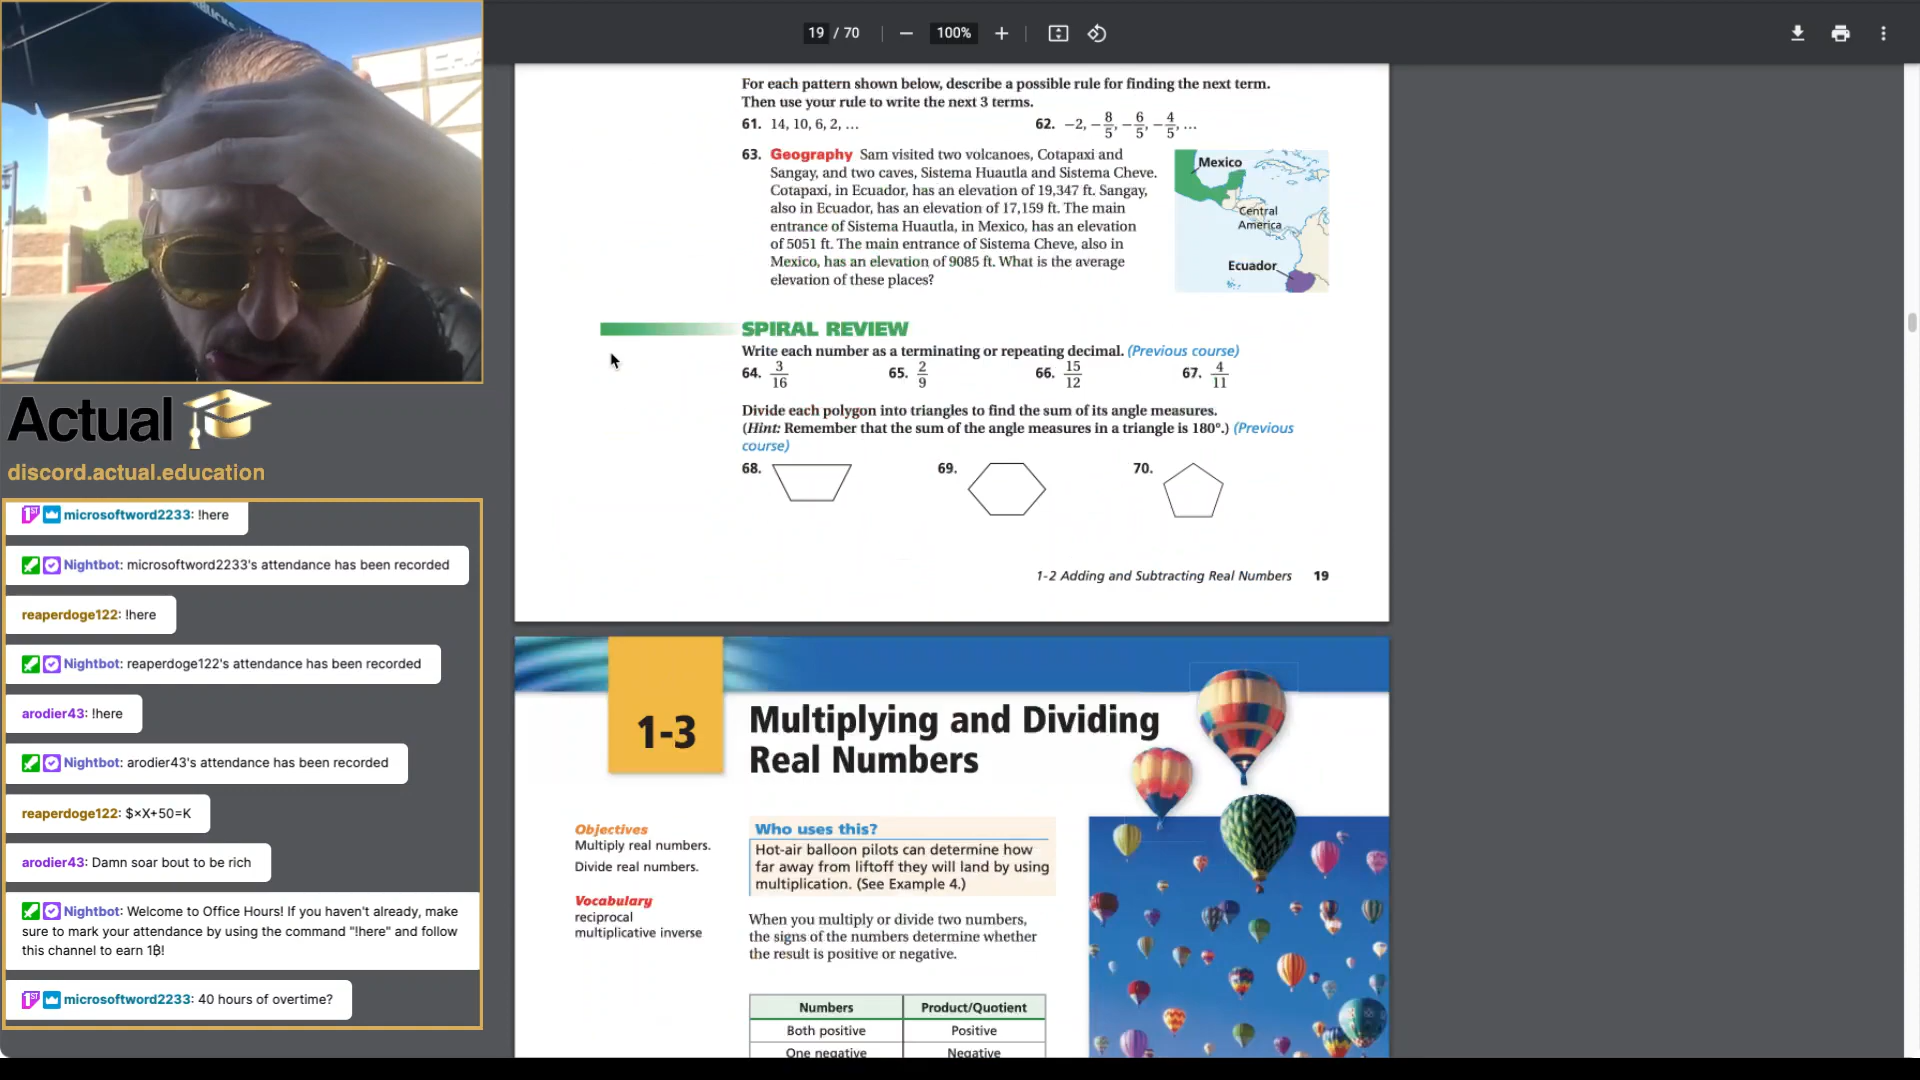 19 / 70
100%
For each pattern shown below, describe a possible rule for finding the next term.
Then use your rule to write the next 3 terms.
61. 14, 10, 6, 2, ...
62. −2, −8/5, −6/5, −4/5, ...
63. Geography Sam visited two volcanoes, Cotapaxi and
Sangay, and two caves, Sistema Huautla and Sistema Cheve.
Cotapaxi, in Ecuador, has an elevation of 19,347 ft. Sangay,
also in Ecuador, has an elevation of 17,159 ft. The main
entrance of Sistema Huautla, in Mexico, has an elevation
of 5051 ft. The main entrance of Sistema Cheve, also in
Mexico, has an elevation of 9085 ft. What is the average
elevation of these places?
Mexico
Central
America
Ecuador
SPIRAL REVIEW
Write each number as a terminating or repeating decimal. (Previous course)
64. 3/16
65. 2/9
66. 15/12
67. 4/11
Divide each polygon into triangles to find the sum of its angle measures.
(Hint: Remember that the sum of the angle measures in a triangle is 180°.) (Previous
course)
68.
69.
70.
1-2 Adding and Subtracting Real Numbers 19
1-3
Multiplying and Dividing
Real Numbers
Objectives
Multiply real numbers.
Divide real numbers.
Vocabulary
reciprocal
multiplicative inverse
Who uses this?
Hot-air balloon pilots can determine how
far away from liftoff they will land by using
multiplication. (See Example 4.)
When you multiply or divide two numbers,
the signs of the numbers determine whether
the result is positive or negative.
Numbers Product/Quotient
Both positive Positive
One negative Negative
Actual
discord.actual.education
1ST microsoftword2233: !here
Nightbot: microsoftword2233's attendance has been recorded
reaperdoge122: !here
Nightbot: reaperdoge122's attendance has been recorded
arodier43: !here
Nightbot: arodier43's attendance has been recorded
reaperdoge122: $×X+50=K
arodier43: Damn soar bout to be rich
Nightbot: Welcome to Office Hours! If you haven't already, make
sure to mark your attendance by using the command "!here" and follow
this channel to earn 1₿!
1ST microsoftword2233: 40 hours of overtime?